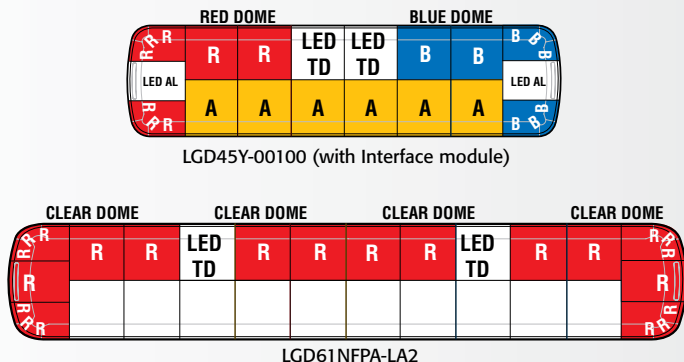 RED DOME BLUE DOME
R R R R R LED TD LED TD B B B B B
LED AL LED AL
R R R A A A A A A B B B
LGD45Y-00100 (with Interface module)
CLEAR DOME CLEAR DOME CLEAR DOME CLEAR DOME
R R R R R LED TD R R R R LED TD R R R R R
R R
R R R R R R
LGD61NFPA-LA2